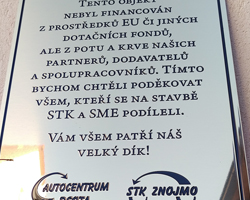 Tento objekt
nebyl financován
z prostředků EU či jiných
dotačních fondů,
ale z potu a krve našich
partnerů, dodavatelů
a spolupracovníků. Tímto
bychom chtěli poděkovat
všem, kteří se na stavbě
STK a SME podíleli.
Vám všem patří náš
velký dík!
AUTOCENTRUM
STK ZNOJMO